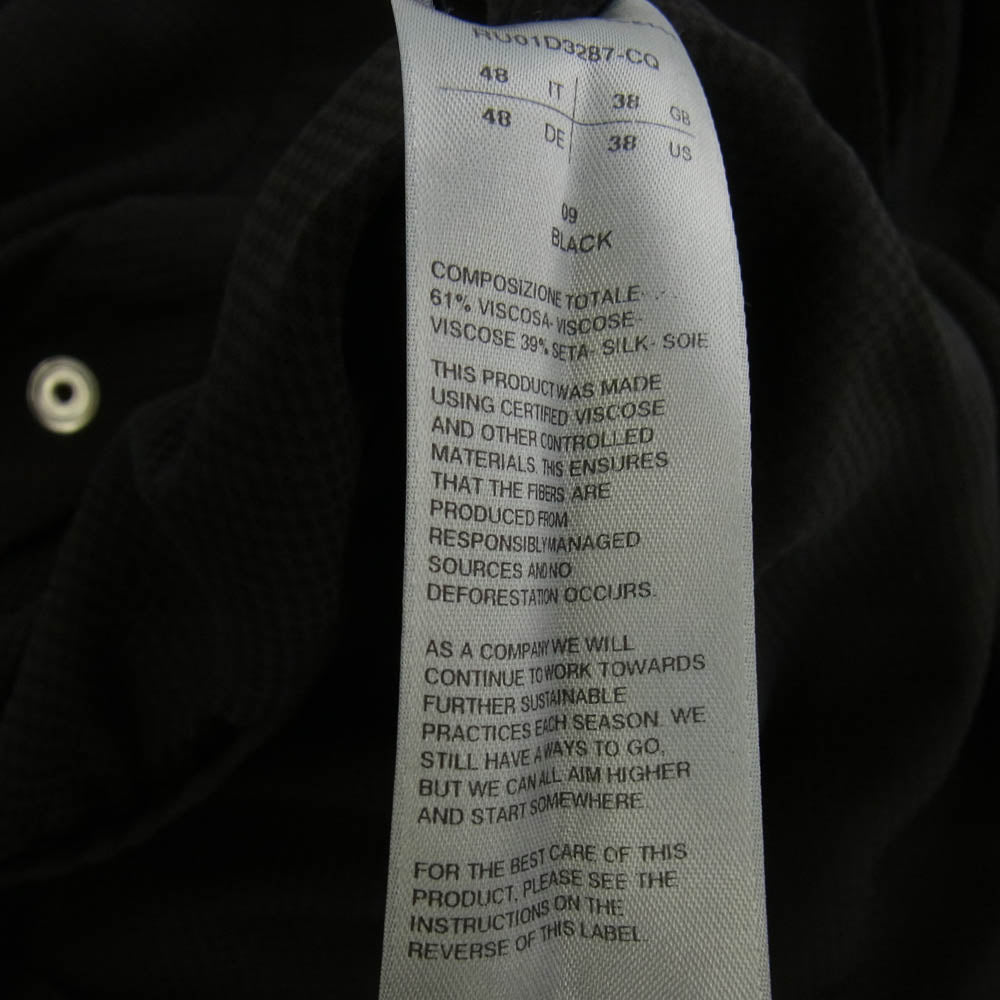 RU01D3287-CQ
48 IT 38 GB
48 DE 38 US
09
BLACK
COMPOSIZIONE TOTALE-
61% VISCOSA- VISCOSE-
VISCOSE 39% SETA- SILK- SOIE
THIS PRODUCT WAS MADE
USING CERTIFIED VISCOSE
AND OTHER CONTROLLED
MATERIALS. THIS ENSURES
THAT THE FIBERS ARE
PRODUCED FROM
RESPONSIBLY MANAGED
SOURCES AND NO
DEFORESTATION OCCURS.
AS A COMPANY WE WILL
CONTINUE TO WORK TOWARDS
FURTHER SUSTAINABLE
PRACTICES EACH SEASON. WE
STILL HAVE A WAYS TO GO,
BUT WE CAN ALL AIM HIGHER
AND START SOMEWHERE.
FOR THE BEST CARE OF THIS
PRODUCT, PLEASE SEE THE
INSTRUCTIONS ON THE
REVERSE OF THIS LABEL.